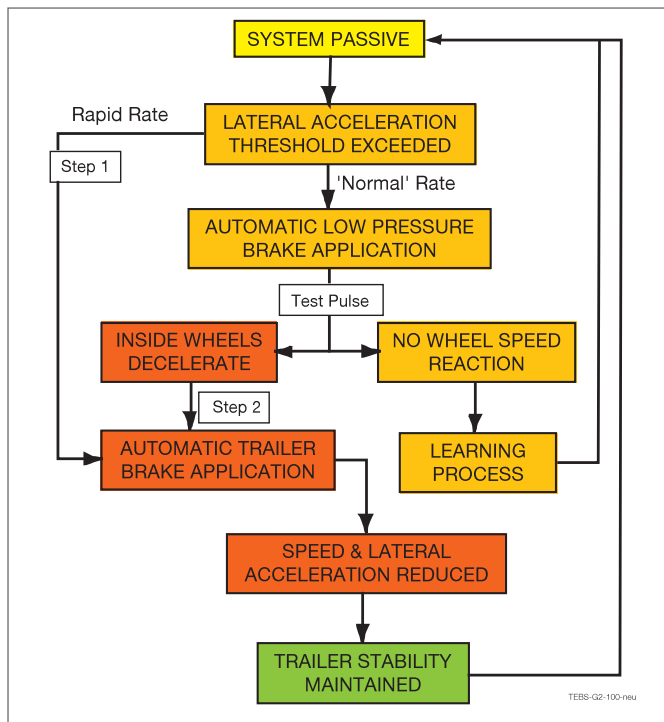 SYSTEM PASSIVE
Rapid Rate
LATERAL ACCELERATION
THRESHOLD EXCEEDED
Step 1
'Normal' Rate
AUTOMATIC LOW PRESSURE
BRAKE APPLICATION
Test Pulse
INSIDE WHEELS
DECELERATE
NO WHEEL SPEED
REACTION
Step 2
AUTOMATIC TRAILER
BRAKE APPLICATION
LEARNING
PROCESS
SPEED & LATERAL
ACCELERATION REDUCED
TRAILER STABILITY
MAINTAINED
TEBS-G2-100-neu